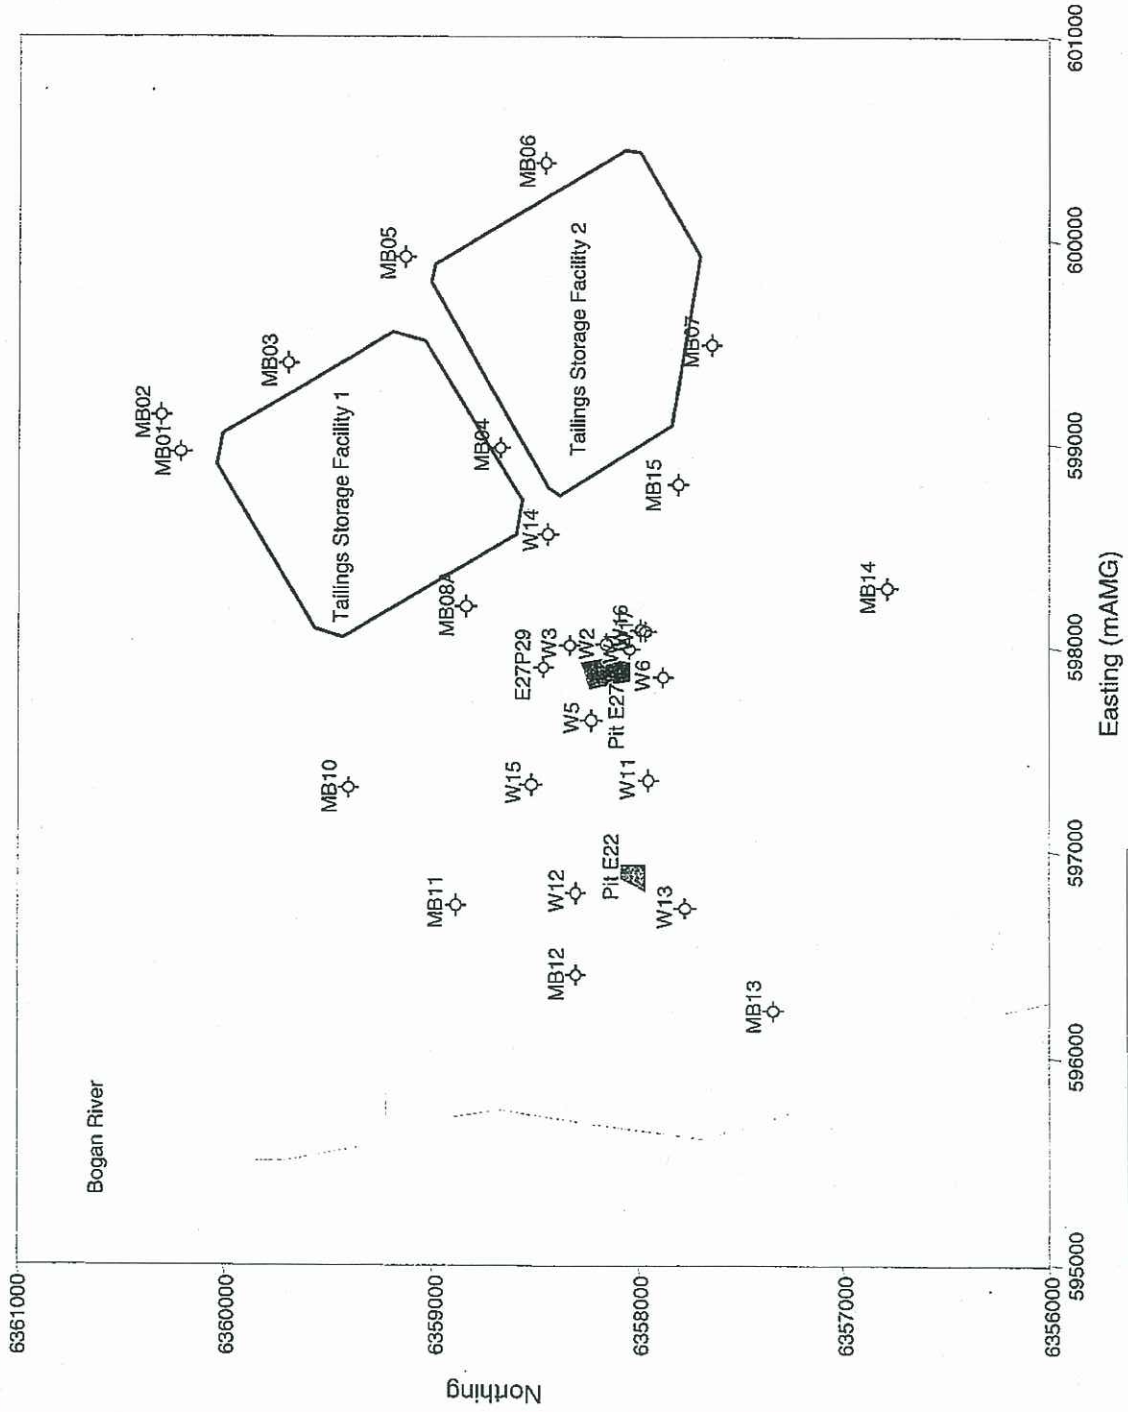 Northing
6361000
6360000
6359000
6358000
6357000
6356000
Bogan River
MB02
MB01
MB03
Tailings Storage Facility 1
MB05
MB04
MB06
Tailings Storage Facility 2
MB07
MB15
W14
MB08A
MB10
E27P29
W3
W2
W16
W6
W5
Pit E27
W15
W11
MB14
MB11
W12
Pit E22
W13
MB12
MB13
595000
596000
597000
598000
599000
600000
601000
Easting (mAMG)